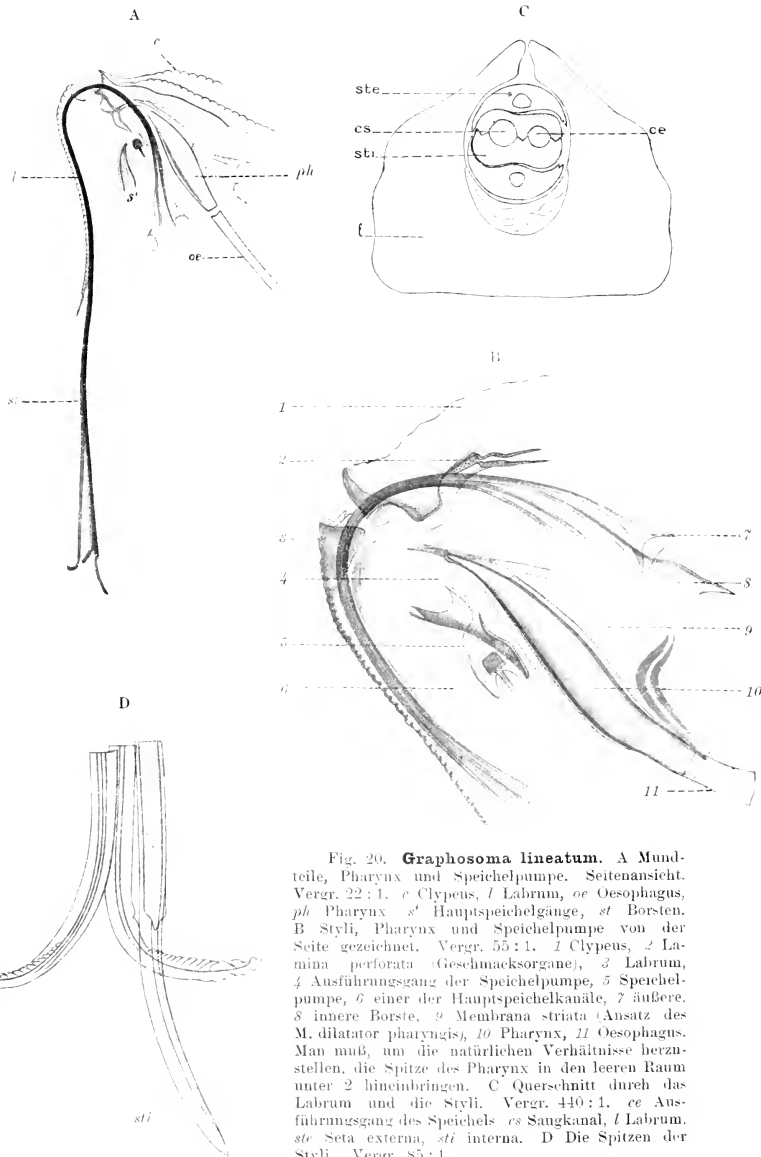 A
c
l
s'
ph
oe
st
C
ste
cs
sti
ce
l
B
1
2
3
4
5
6
7
8
9
10
11
D
sti
Fig. 20. Graphosoma lineatum. A Mund-
teile, Pharynx und Speichelpumpe. Seitenansicht.
Vergr. 22 : 1. c Clypeus, l Labrum, oe Oesophagus,
ph Pharynx s' Hauptspeichelgänge, st Borsten.
B Styli, Pharynx und Speichelpumpe von der
Seite gezeichnet. Vergr. 55 : 1. 1 Clypeus, 2 La-
mina perforata (Geschmacksorgane), 3 Labrum,
4 Ausführungsgang der Speichelpumpe, 5 Speichel-
pumpe, 6 einer der Hauptspeichelkanäle, 7 äußere.
8 innere Borste, 9 Membrana striata (Ansatz des
M. dilatator pharyngis), 10 Pharynx, 11 Oesophagus.
Man muß, um die natürlichen Verhältnisse herzu-
stellen, die Spitze des Pharynx in den leeren Raum
unter 2 hineinbringen. C Querschnitt durch das
Labrum und die Styli. Vergr. 440 : 1. ce Aus-
führungsgang des Speichels cs Saugkanal, l Labrum.
ste Seta externa, sti interna. D Die Spitzen der
Styli. Vergr. 85 : 1.